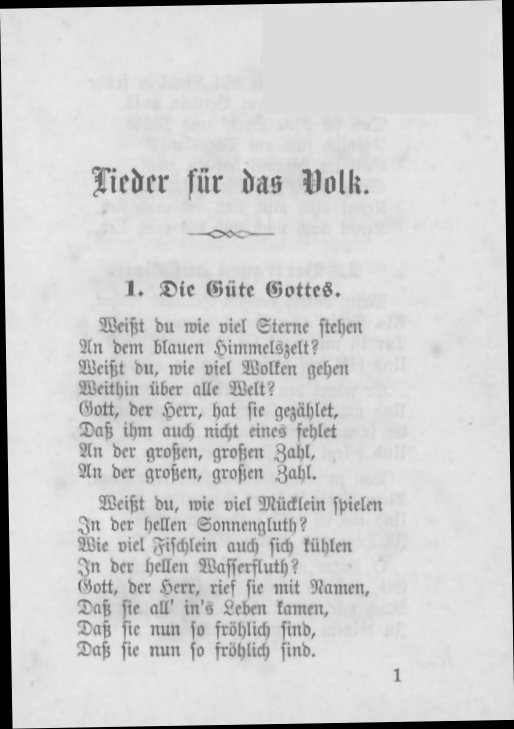 Lieder für das Volk.
1. Die Güte Gottes.
Weißt du wie viel Sterne stehen
An dem blauen Himmelszelt?
Weißt du, wie viel Wolken gehen
Weithin über alle Welt?
Gott, der Herr, hat sie gezählet,
Daß ihm auch nicht eines fehlet
An der großen, großen Zahl,
An der großen, großen Zahl.
Weißt du, wie viel Mücklein spielen
In der hellen Sonnengluth?
Wie viel Fischlein auch sich kühlen
In der hellen Wasserfluth?
Gott, der Herr, rief sie mit Namen,
Daß sie all' in's Leben kamen,
Daß sie nun so fröhlich sind,
Daß sie nun so fröhlich sind.
1